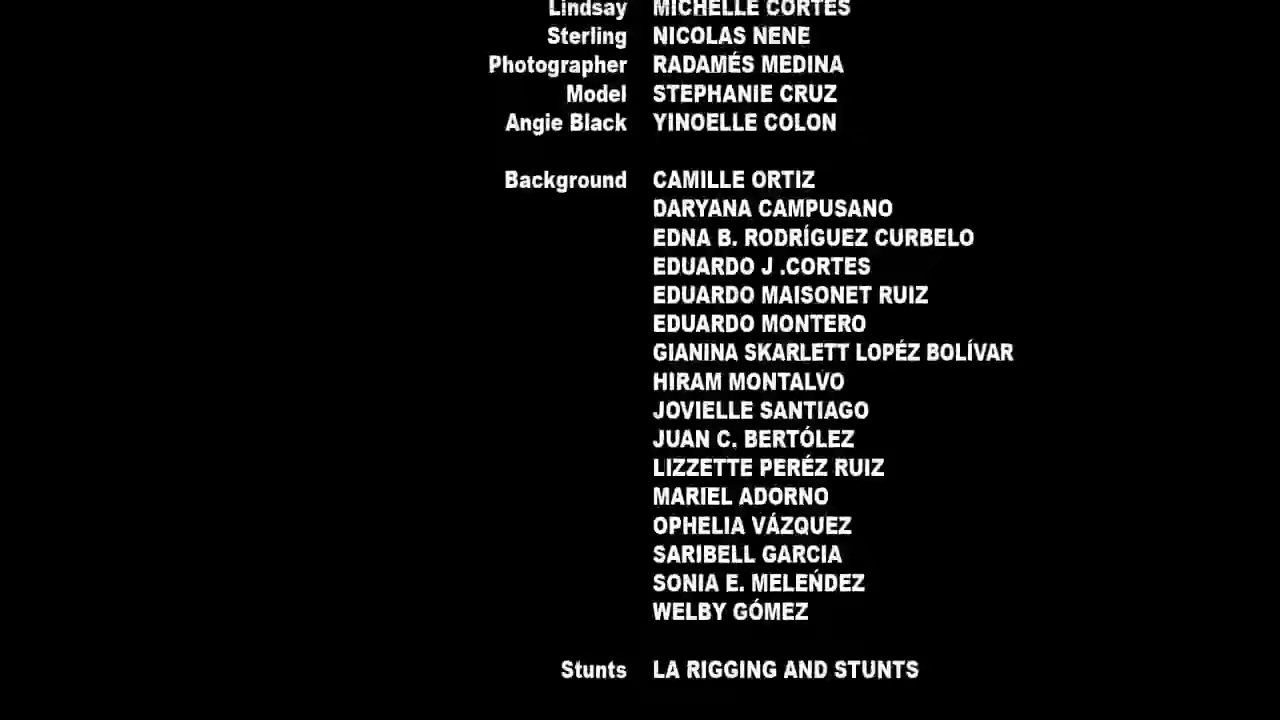 Lindsay MICHELLE CORTES
Sterling NICOLAS NENE
Photographer RADAMÉS MEDINA
Model STEPHANIE CRUZ
Angie Black YINOELLE COLON
Background CAMILLE ORTIZ
DARYANA CAMPUSANO
EDNA B. RODRÍGUEZ CURBELO
EDUARDO J .CORTES
EDUARDO MAISONET RUIZ
EDUARDO MONTERO
GIANINA SKARLETT LOPÉZ BOLÍVAR
HIRAM MONTALVO
JOVIELLE SANTIAGO
JUAN C. BERTÓLEZ
LIZZETTE PERÉZ RUIZ
MARIEL ADORNO
OPHELIA VÁZQUEZ
SARIBELL GARCIA
SONIA E. MELEŃDEZ
WELBY GÓMEZ
Stunts LA RIGGING AND STUNTS